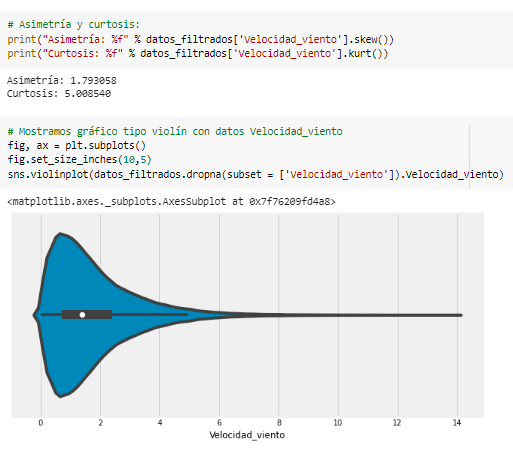 # Asimetría y curtosis:
print("Asimetría: %f" % datos_filtrados['Velocidad_viento'].skew())
print("Curtosis: %f" % datos_filtrados['Velocidad_viento'].kurt())
Asimetría: 1.793058
Curtosis: 5.008540
# Mostramos gráfico tipo violín con datos Velocidad_viento
fig, ax = plt.subplots()
fig.set_size_inches(10,5)
sns.violinplot(datos_filtrados.dropna(subset = ['Velocidad_viento']).Velocidad_viento)
<matplotlib.axes._subplots.AxesSubplot at 0x7f76209fd4a8>
0 2 4 6 8 10 12 14
Velocidad_viento